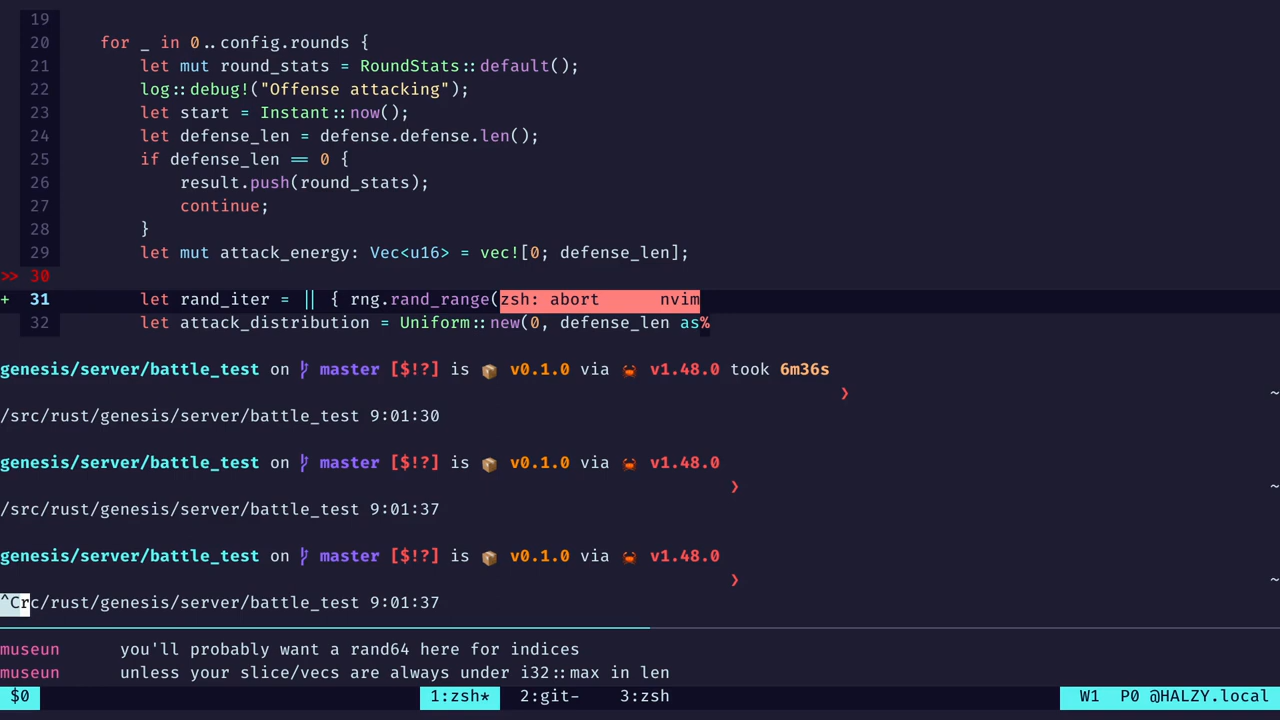 19
20 for _ in 0..config.rounds {
21 let mut round_stats = RoundStats::default();
22 log::debug!("Offense attacking");
23 let start = Instant::now();
24 let defense_len = defense.defense.len();
25 if defense_len == 0 {
26 result.push(round_stats);
27 continue;
28 }
29 let mut attack_energy: Vec<u16> = vec![0; defense_len];
>> 30
+ 31 let rand_iter = || { rng.rand_range(zsh: abort nvim
32 let attack_distribution = Uniform::new(0, defense_len as%
genesis/server/battle_test on master [$!?] is 📦 v0.1.0 via 🦀 v1.48.0 took 6m36s
❯ ~
/src/rust/genesis/server/battle_test 9:01:30
genesis/server/battle_test on master [$!?] is 📦 v0.1.0 via 🦀 v1.48.0
❯ ~
/src/rust/genesis/server/battle_test 9:01:37
genesis/server/battle_test on master [$!?] is 📦 v0.1.0 via 🦀 v1.48.0
❯ ~
^Crc/rust/genesis/server/battle_test 9:01:37
museun you'll probably want a rand64 here for indices
museun unless your slice/vecs are always under i32::max in len
$0 1:zsh* 2:git- 3:zsh W1 P0 @HALZY.local